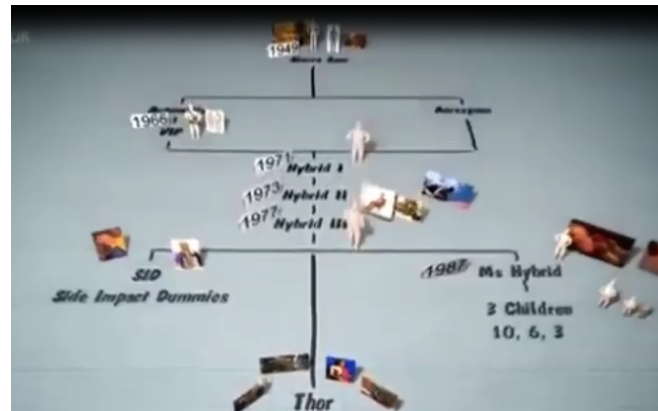 1949
1966
VIP
1971 Hybrid I
1973 Hybrid II
1977 Hybrid III
SID
Side Impact Dummies
1987 Ms Hybrid
3 Children
10, 6, 3
Thor